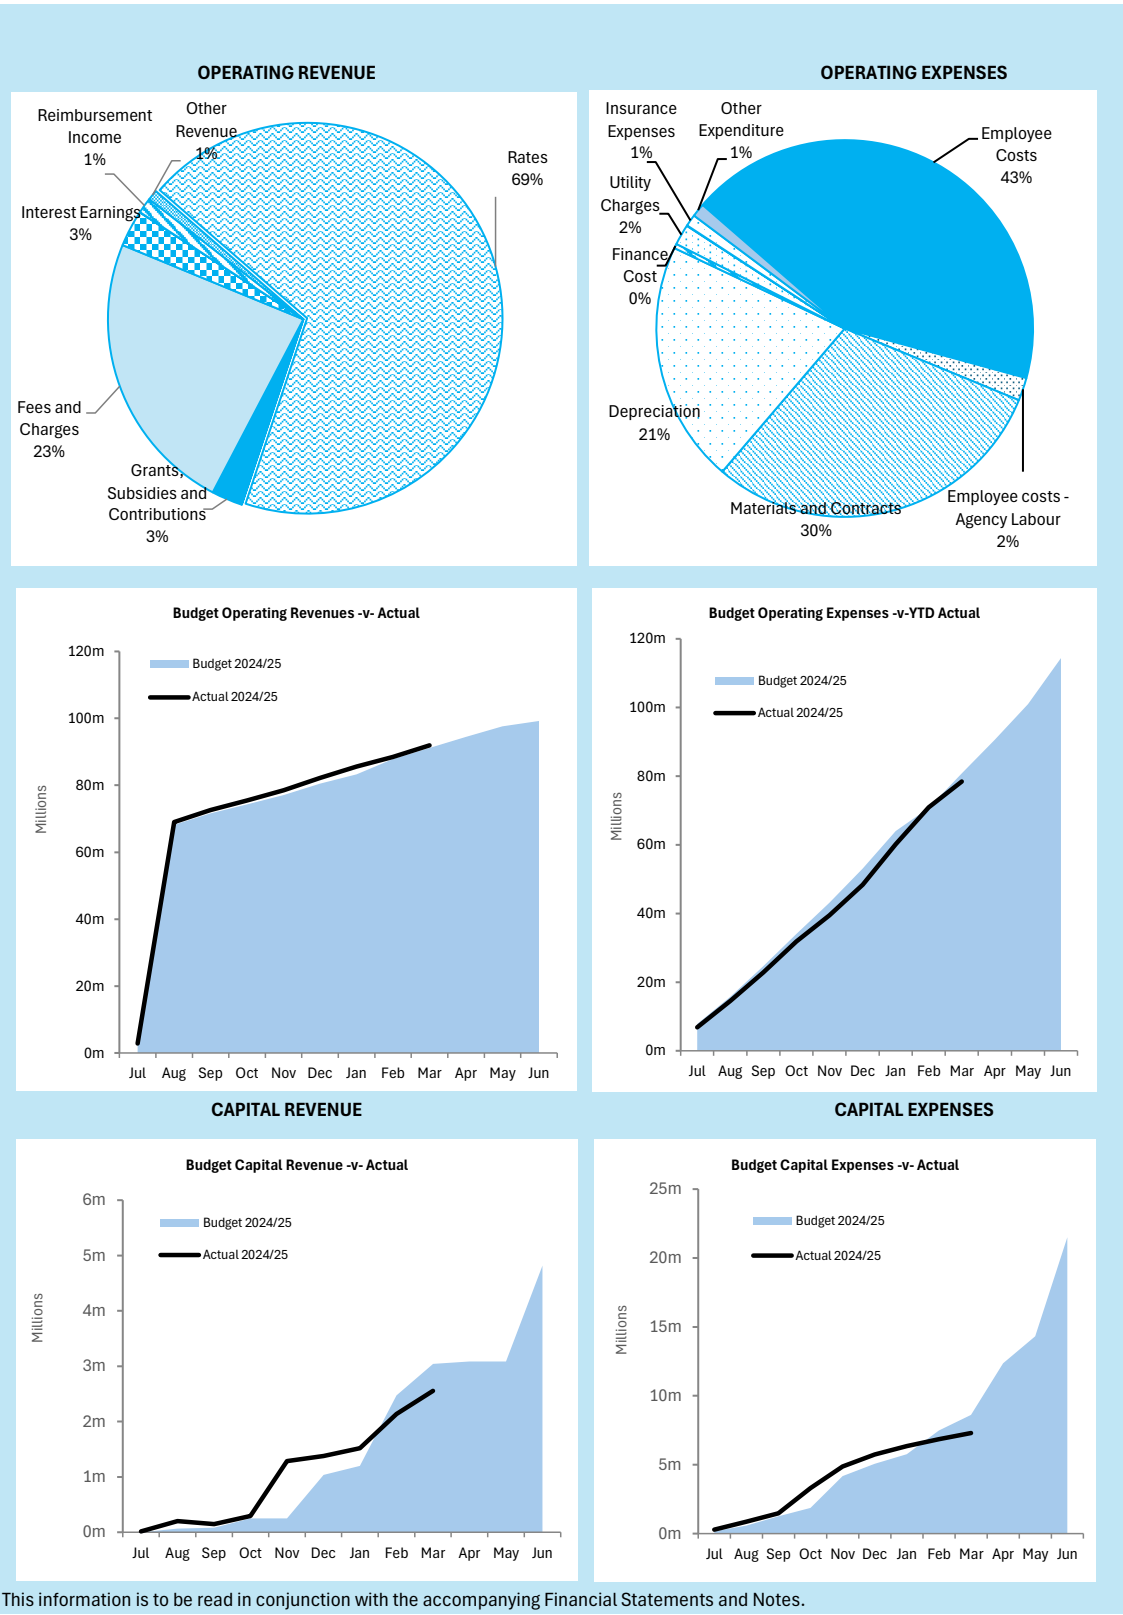 OPERATING REVENUE
Reimbursement
Income
1%
Other
Revenue
1%
Rates
69%
Interest Earnings
3%
Fees and
Charges
23%
Grants,
Subsidies and
Contributions
3%
OPERATING EXPENSES
Insurance
Expenses
1%
Other
Expenditure
1%
Employee
Costs
43%
Utility
Charges
2%
Finance
Cost
0%
Depreciation
21%
Materials and Contracts
30%
Employee costs -
Agency Labour
2%
Budget Operating Revenues -v- Actual
Budget 2024/25
Actual 2024/25
Millions
120m
100m
80m
60m
40m
20m
0m
Jul Aug Sep Oct Nov Dec Jan Feb Mar Apr May Jun
Budget Operating Expenses -v-YTD Actual
Budget 2024/25
Actual 2024/25
Millions
120m
100m
80m
60m
40m
20m
0m
Jul Aug Sep Oct Nov Dec Jan Feb Mar Apr May Jun
CAPITAL REVENUE
Budget Capital Revenue -v- Actual
Budget 2024/25
Actual 2024/25
Millions
6m
5m
4m
3m
2m
1m
0m
Jul Aug Sep Oct Nov Dec Jan Feb Mar Apr May Jun
CAPITAL EXPENSES
Budget Capital Expenses -v- Actual
Budget 2024/25
Actual 2024/25
Millions
25m
20m
15m
10m
5m
0m
Jul Aug Sep Oct Nov Dec Jan Feb Mar Apr May Jun
This information is to be read in conjunction with the accompanying Financial Statements and Notes.